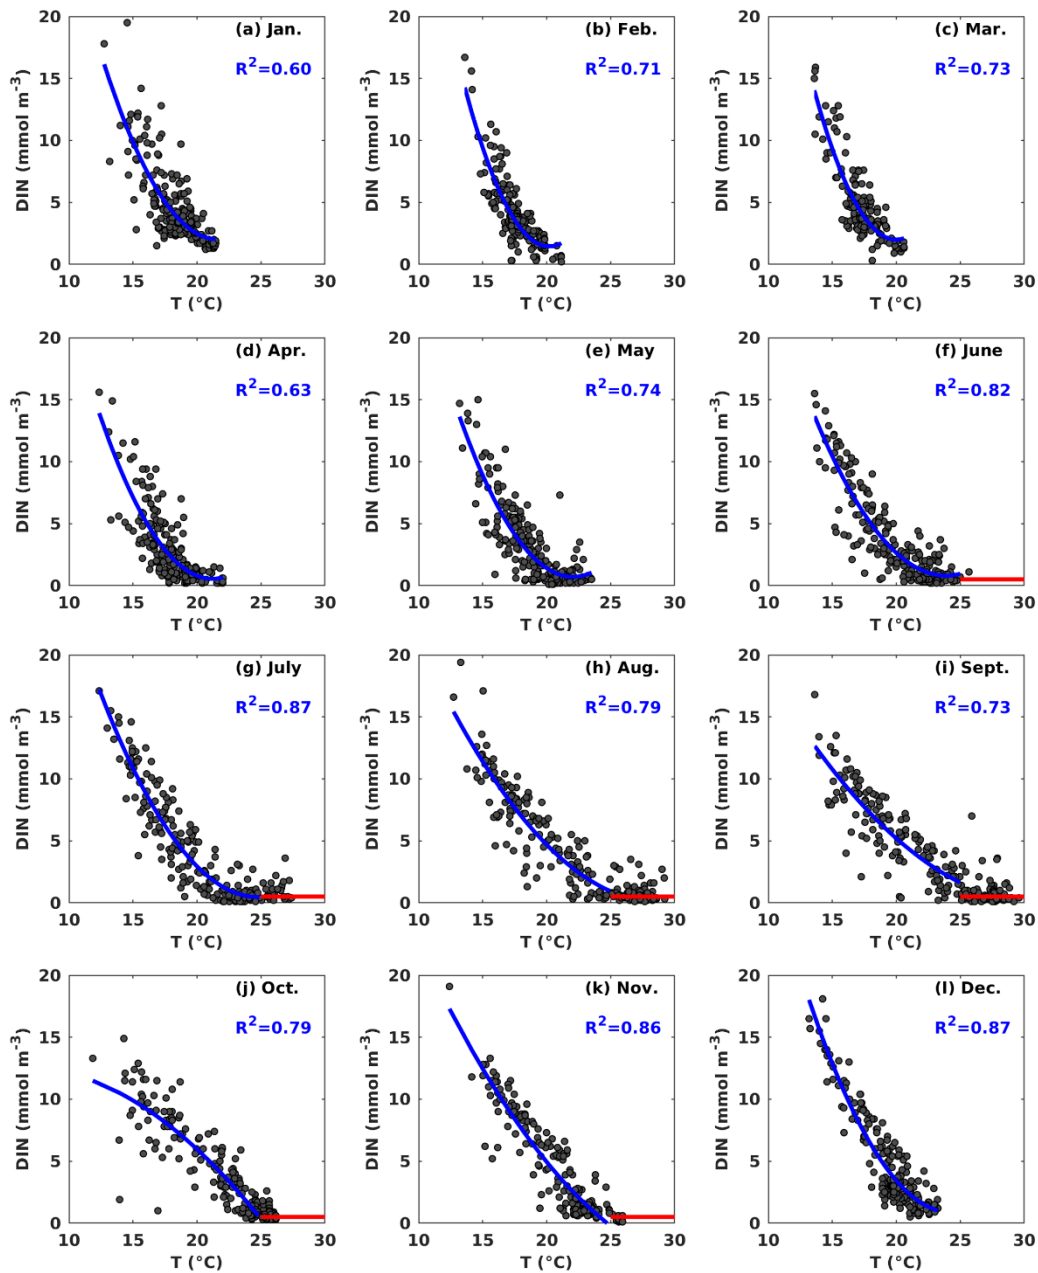 20
15
10
5
0
DIN (mmol m⁻³)
(a) Jan.
R²=0.60
10 15 20 25 30
T (°C)
20
15
10
5
0
DIN (mmol m⁻³)
(b) Feb.
R²=0.71
10 15 20 25 30
T (°C)
20
15
10
5
0
DIN (mmol m⁻³)
(c) Mar.
R²=0.73
10 15 20 25 30
T (°C)
20
15
10
5
0
DIN (mmol m⁻³)
(d) Apr.
R²=0.63
10 15 20 25 30
T (°C)
20
15
10
5
0
DIN (mmol m⁻³)
(e) May
R²=0.74
10 15 20 25 30
T (°C)
20
15
10
5
0
DIN (mmol m⁻³)
(f) June
R²=0.82
10 15 20 25 30
T (°C)
20
15
10
5
0
DIN (mmol m⁻³)
(g) July
R²=0.87
10 15 20 25 30
T (°C)
20
15
10
5
0
DIN (mmol m⁻³)
(h) Aug.
R²=0.79
10 15 20 25 30
T (°C)
20
15
10
5
0
DIN (mmol m⁻³)
(i) Sept.
R²=0.73
10 15 20 25 30
T (°C)
20
15
10
5
0
DIN (mmol m⁻³)
(j) Oct.
R²=0.79
10 15 20 25 30
T (°C)
20
15
10
5
0
DIN (mmol m⁻³)
(k) Nov.
R²=0.86
10 15 20 25 30
T (°C)
20
15
10
5
0
DIN (mmol m⁻³)
(l) Dec.
R²=0.87
10 15 20 25 30
T (°C)